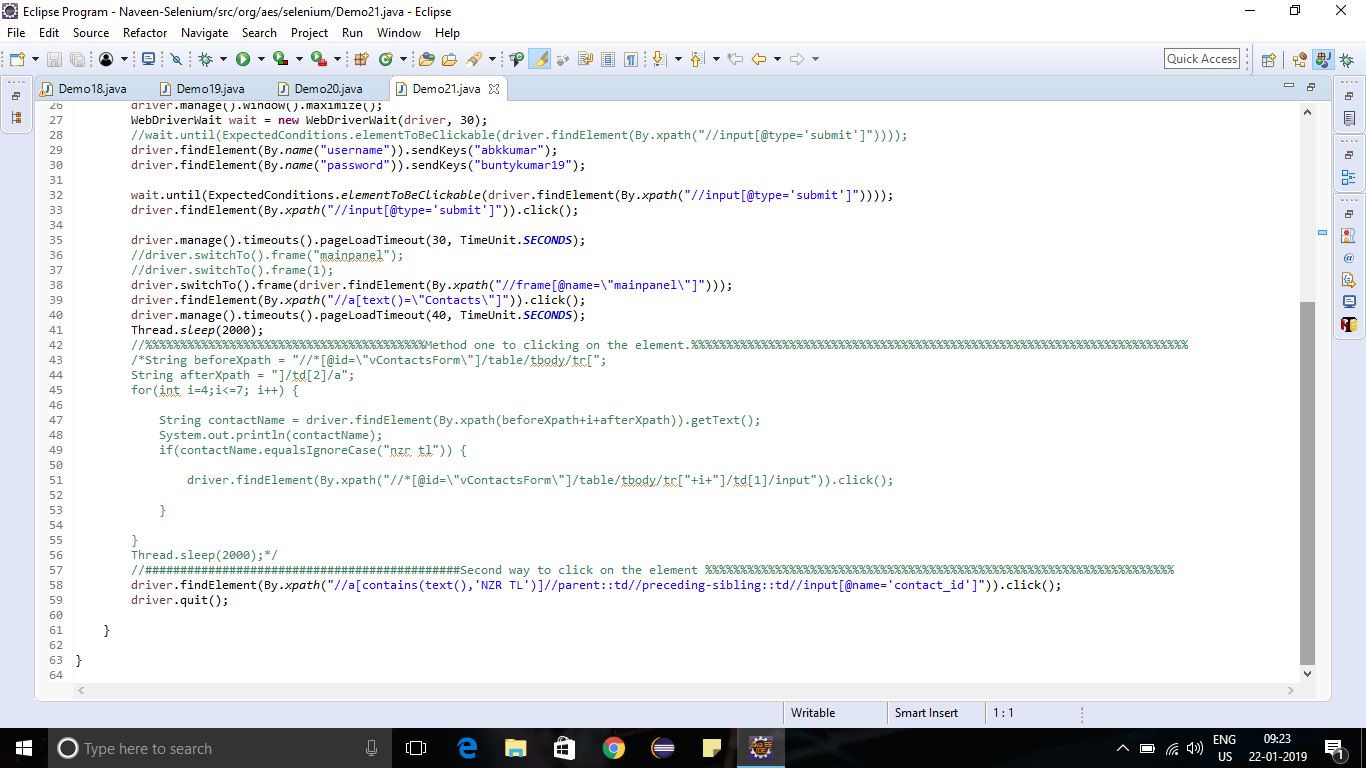 Eclipse Program - Naveen-Selenium/src/org/aes/selenium/Demo21.java - Eclipse
File Edit Source Refactor Navigate Search Project Run Window Help
Quick Access
Demo18.java Demo19.java Demo20.java Demo21.java
26 driver.manage().window().maximize();
27 WebDriverWait wait = new WebDriverWait(driver, 30);
28 //wait.until(ExpectedConditions.elementToBeClickable(driver.findElement(By.xpath("//input[@type='submit']"))));
29 driver.findElement(By.name("username")).sendKeys("abkkumar");
30 driver.findElement(By.name("password")).sendKeys("buntykumar19");
31
32 wait.until(ExpectedConditions.elementToBeClickable(driver.findElement(By.xpath("//input[@type='submit']"))));
33 driver.findElement(By.xpath("//input[@type='submit']")).click();
34
35 driver.manage().timeouts().pageLoadTimeout(30, TimeUnit.SECONDS);
36 //driver.switchTo().frame("mainpanel");
37 //driver.switchTo().frame(1);
38 driver.switchTo().frame(driver.findElement(By.xpath("//frame[@name=\"mainpanel\"]")));
39 driver.findElement(By.xpath("//a[text()=\"Contacts\"]")).click();
40 driver.manage().timeouts().pageLoadTimeout(40, TimeUnit.SECONDS);
41 Thread.sleep(2000);
42 //%%%%%%%%%%%%%%%%%%%%%%%%%%%%%%%%%%%%%%%%Method one to clicking on the element.%%%%%%%%%%%%%%%%%%%%%%%%%%%%%%%%%%%%%%%%%%%%%%%%%%%%%%%%%%%%%%%%%%%%%%%
43 /*String beforeXpath = "//*[@id=\"vContactsForm\"]/table/tbody/tr[";
44 String afterXpath = "]/td[2]/a";
45 for(int i=4;i<=7; i++) {
46
47 String contactName = driver.findElement(By.xpath(beforeXpath+i+afterXpath)).getText();
48 System.out.println(contactName);
49 if(contactName.equalsIgnoreCase("nzr tl")) {
50
51 driver.findElement(By.xpath("//*[@id=\"vContactsForm\"]/table/tbody/tr["+i+"]/td[1]/input")).click();
52
53 }
54
55 }
56 Thread.sleep(2000);*/
57 //#############################################Second way to click on the element %%%%%%%%%%%%%%%%%%%%%%%%%%%%%%%%%%%%%%%%%%%%%%%%%%%%%%%%%%%%%%%%%%%
58 driver.findElement(By.xpath("//a[contains(text(),'NZR TL')]//parent::td//preceding-sibling::td//input[@name='contact_id']")).click();
59 driver.quit();
60
61 }
62
63 }
64
Writable Smart Insert 1 : 1
Type here to search
ENG 09:23
US 22-01-2019
1